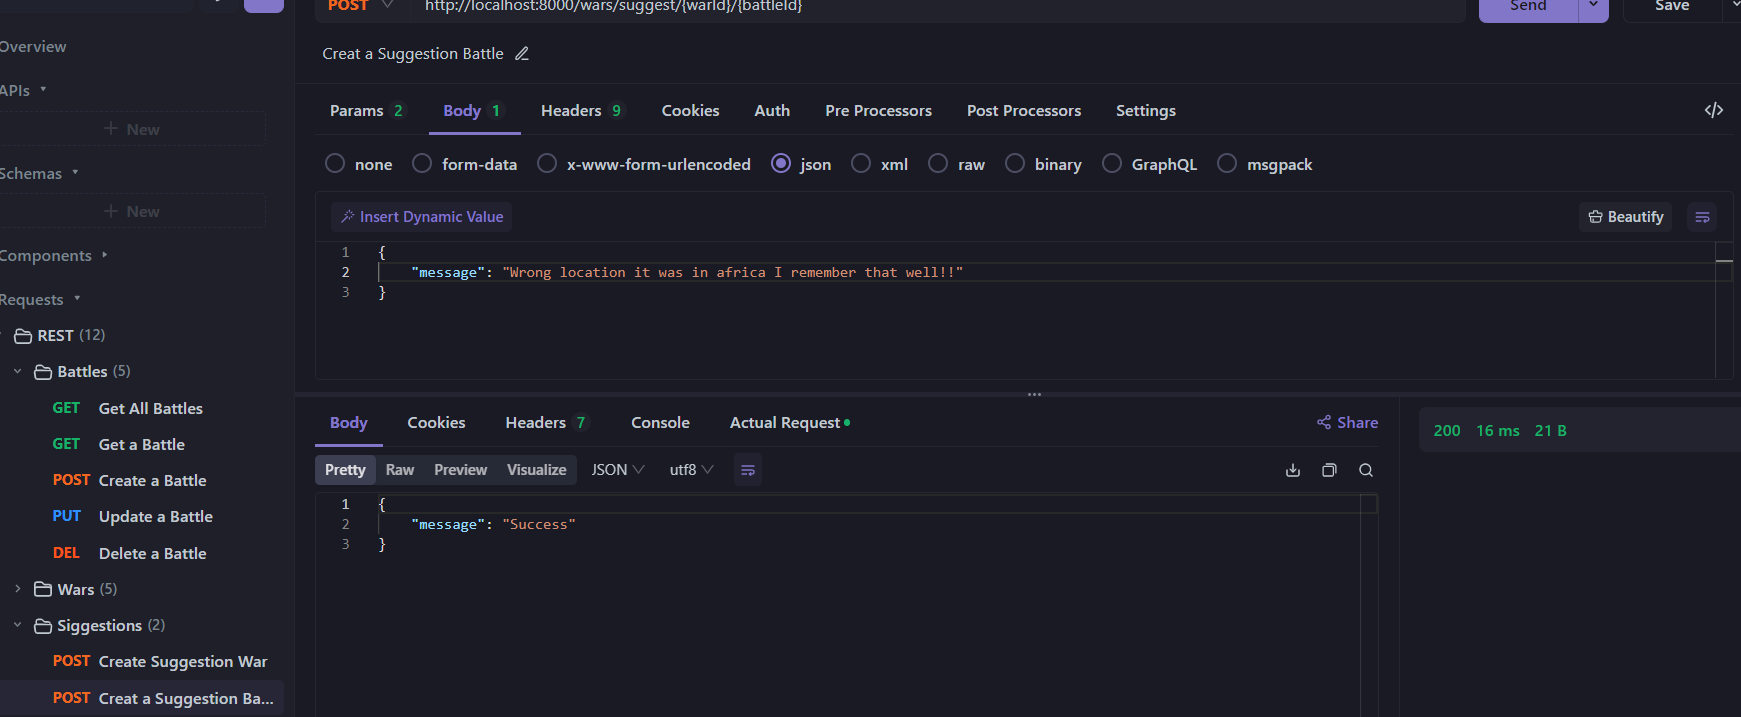 POST http://localhost:8000/wars/suggest/{warId}/{battleId} Send Save
Creat a Suggestion Battle
Overview
APIs
+ New
Schemas
+ New
Components
Requests
REST (12)
Battles (5)
GET Get All Battles
GET Get a Battle
POST Create a Battle
PUT Update a Battle
DEL Delete a Battle
Wars (5)
Siggestions (2)
POST Create Suggestion War
POST Creat a Suggestion Ba...
Params 2 Body 1 Headers 9 Cookies Auth Pre Processors Post Processors Settings
none form-data x-www-form-urlencoded json xml raw binary GraphQL msgpack
Insert Dynamic Value Beautify
1 {
2 "message": "Wrong location it was in africa I remember that well!!"
3 }
Body Cookies Headers 7 Console Actual Request Share
200 16 ms 21 B
Pretty Raw Preview Visualize JSON utf8
1 {
2 "message": "Success"
3 }